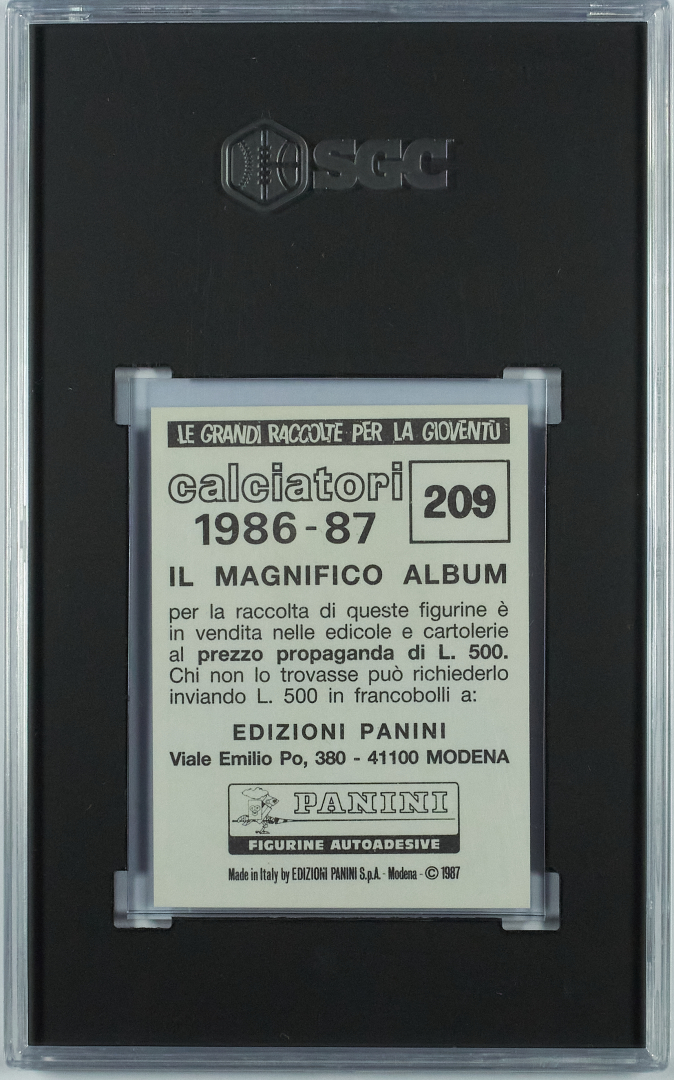 SGC
LE GRANDI RACCOLTE PER LA GIOVENTÙ
calciatori
1986-87
209
IL MAGNIFICO ALBUM
per la raccolta di queste figurine è
in vendita nelle edicole e cartolerie
al prezzo propaganda di L. 500.
Chi non lo trovasse può richiederlo
inviando L. 500 in francobolli a:
EDIZIONI PANINI
Viale Emilio Po, 380 - 41100 MODENA
PANINI
FIGURINE AUTOADESIVE
Made in Italy by EDIZIONI PANINI S.p.A. - Modena - © 1987